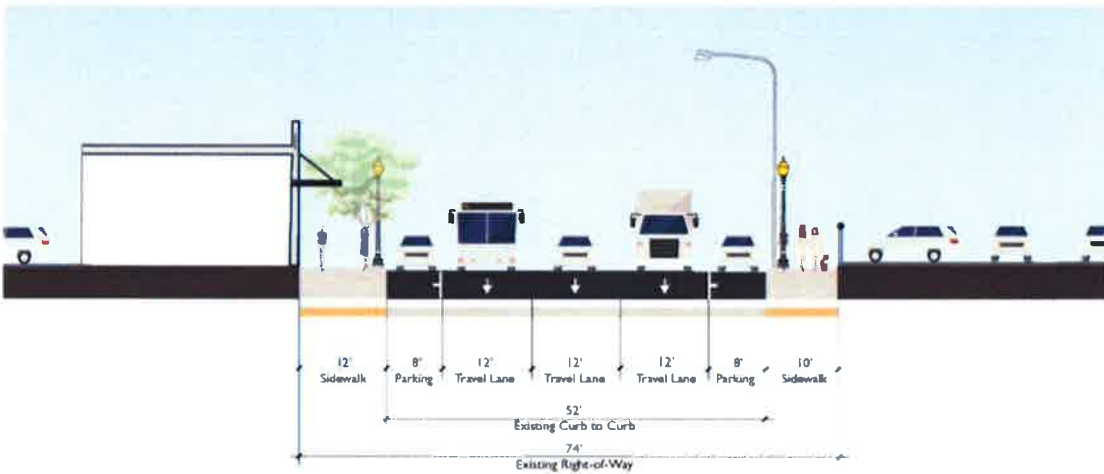 12' 8' 12' 12' 12' 8' 10'
Sidewalk Parking Travel Lane Travel Lane Travel Lane Parking Sidewalk
52'
Existing Curb to Curb
74'
Existing Right-of-Way